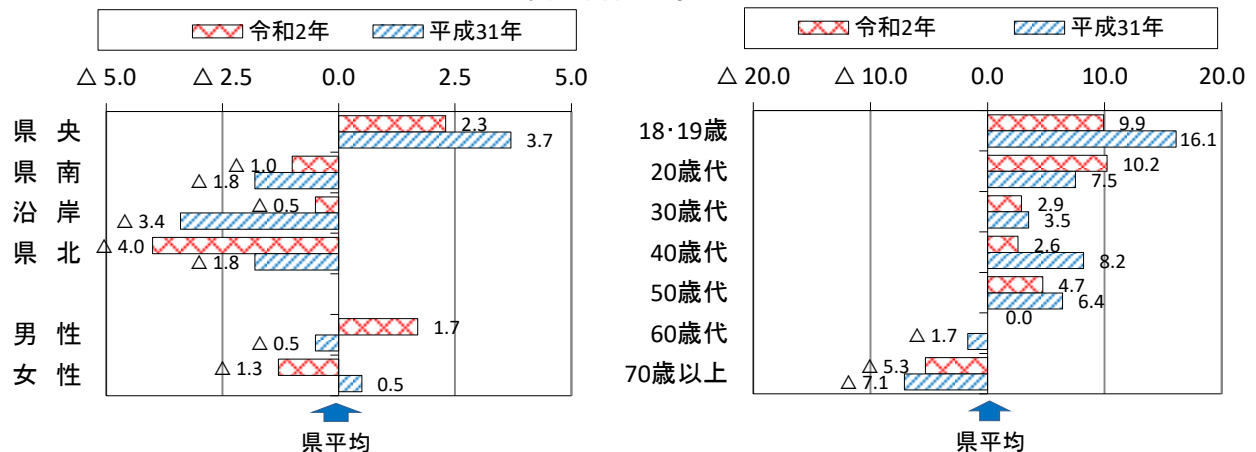 令和2年 平成31年
△ 5.0 △ 2.5 0.0 2.5 5.0
県 央 2.3
3.7
県 南 △ 1.0
△ 1.8
沿 岸 △ 0.5
△ 3.4
県 北 △ 4.0
△ 1.8
男 性 1.7
△ 0.5
女 性 △ 1.3
0.5
県平均
令和2年 平成31年
△ 20.0 △ 10.0 0.0 10.0 20.0
18･19歳 9.9
16.1
20歳代 10.2
7.5
30歳代 2.9
3.5
40歳代 2.6
8.2
50歳代 4.7
6.4
60歳代 0.0
△ 1.7
70歳以上 △ 5.3
△ 7.1
県平均